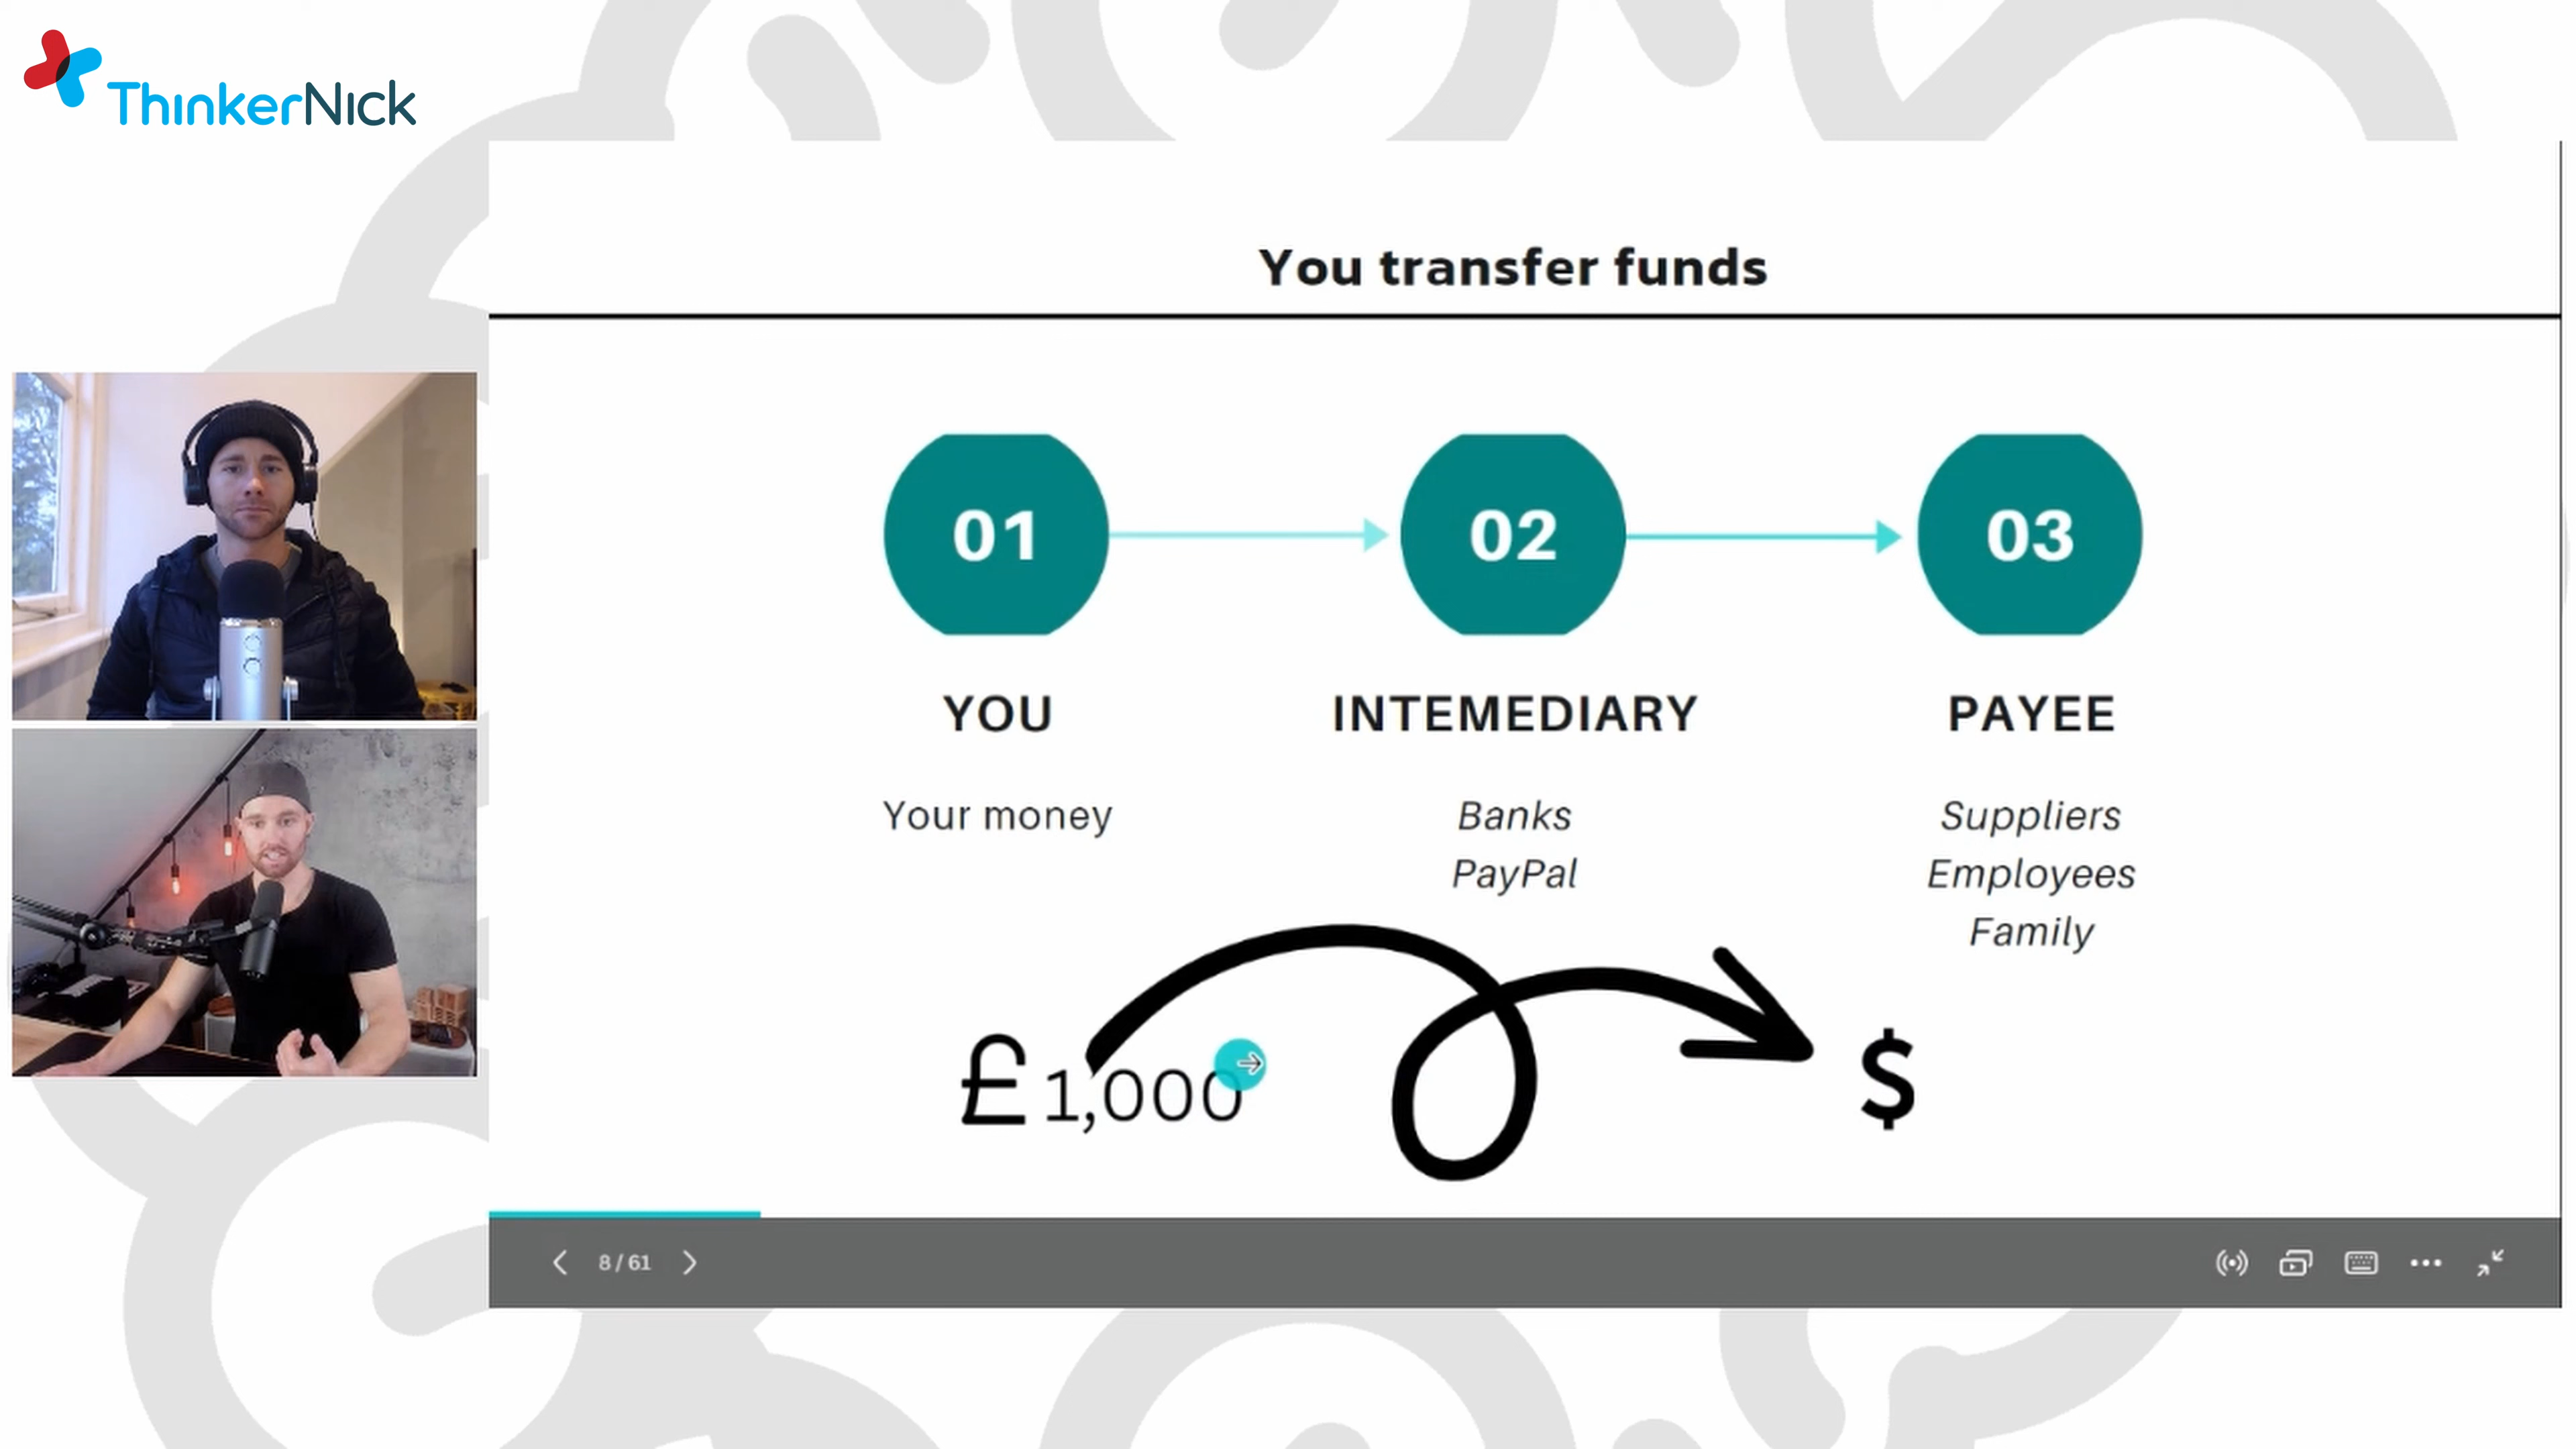 ThinkerNick
You transfer funds
01
02
03
YOU
INTEMEDIARY
PAYEE
Your money
Banks
PayPal
Suppliers
Employees
Family
£1,000
$
8 / 61